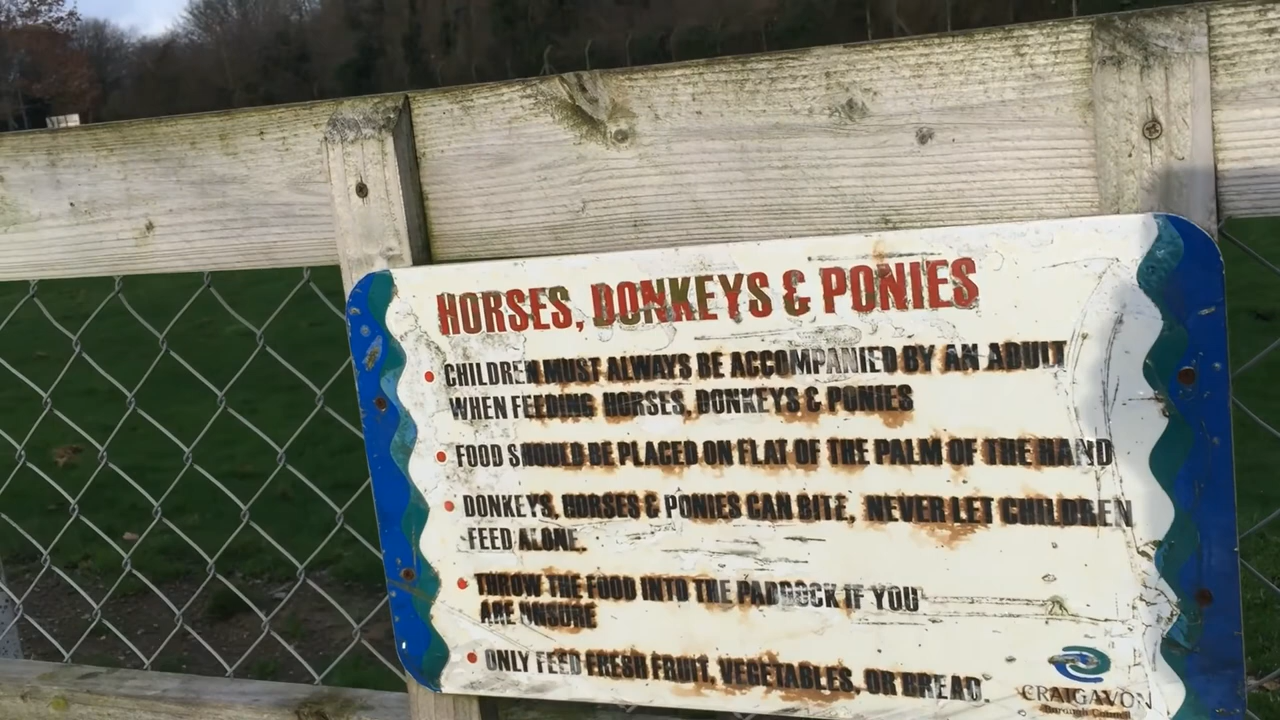 HORSES, DONKEYS & PONIES
• CHILDREN MUST ALWAYS BE ACCOMPANIED BY AN ADULT
WHEN FEEDING HORSES, DONKEYS & PONIES
• FOOD SHOULD BE PLACED ON FLAT OF THE PALM OF THE HAND
• DONKEYS, HORSES & PONIES CAN BITE, NEVER LET CHILDREN
FEED ALONE.
• THROW THE FOOD INTO THE PADDOCK IF YOU
ARE UNSURE
• ONLY FEED FRESH FRUIT, VEGETABLES, OR BREAD.
CRAIGAVON
Borough Council